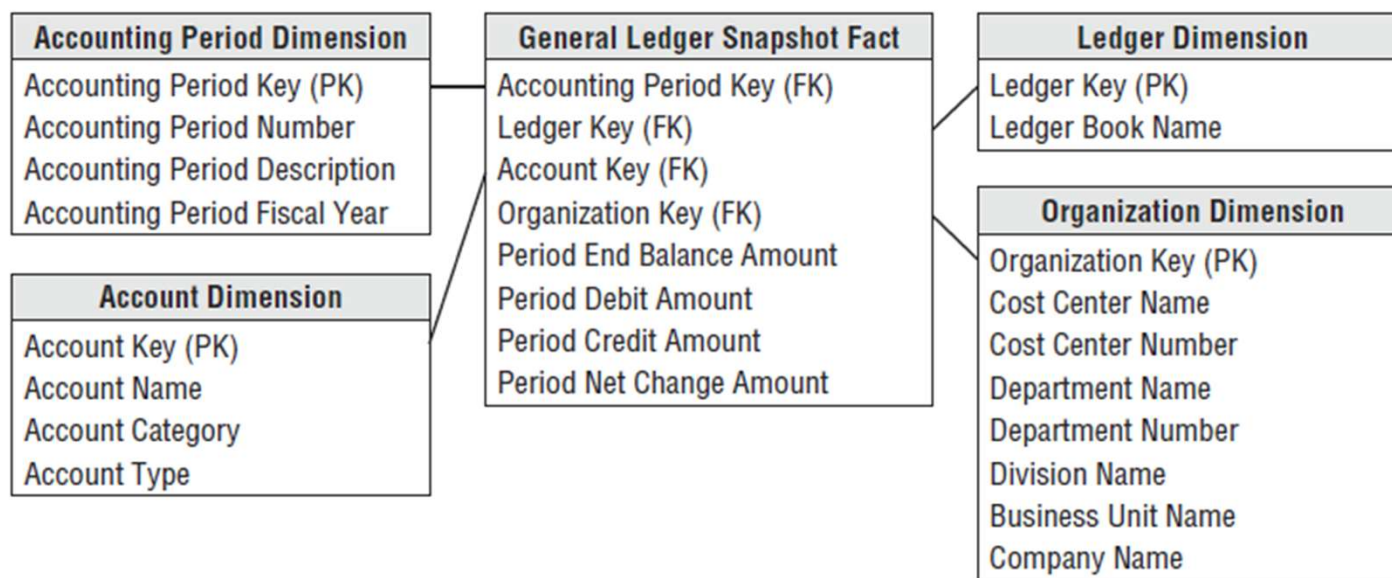 Accounting Period Dimension
Accounting Period Key (PK)
Accounting Period Number
Accounting Period Description
Accounting Period Fiscal Year
Account Dimension
Account Key (PK)
Account Name
Account Category
Account Type
General Ledger Snapshot Fact
Accounting Period Key (FK)
Ledger Key (FK)
Account Key (FK)
Organization Key (FK)
Period End Balance Amount
Period Debit Amount
Period Credit Amount
Period Net Change Amount
Ledger Dimension
Ledger Key (PK)
Ledger Book Name
Organization Dimension
Organization Key (PK)
Cost Center Name
Cost Center Number
Department Name
Department Number
Division Name
Business Unit Name
Company Name